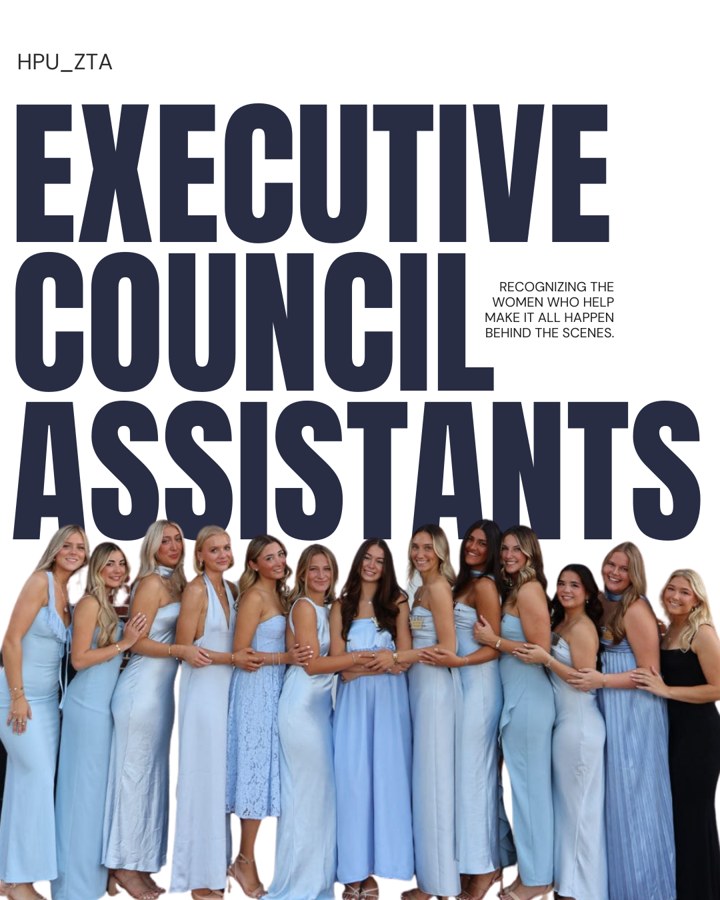 HPU_ZTA
EXECUTIVE
COUNCIL
RECOGNIZING THE
WOMEN WHO HELP
MAKE IT ALL HAPPEN
BEHIND THE SCENES.
ASSISTANTS